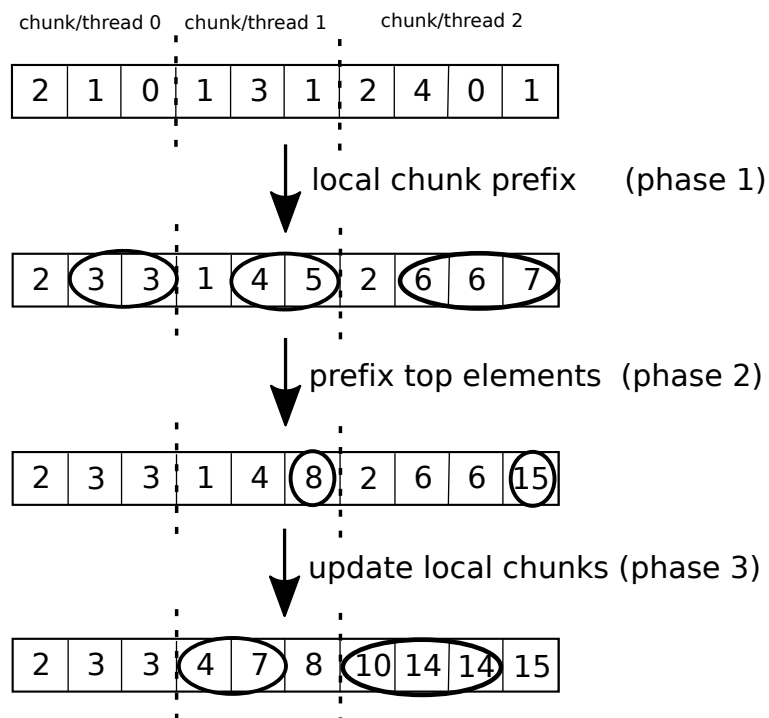 chunk/thread 0 chunk/thread 1 chunk/thread 2
2 1 0 1 3 1 2 4 0 1
local chunk prefix (phase 1)
2 3 3 1 4 5 2 6 6 7
prefix top elements (phase 2)
2 3 3 1 4 8 2 6 6 15
update local chunks (phase 3)
2 3 3 4 7 8 10 14 14 15